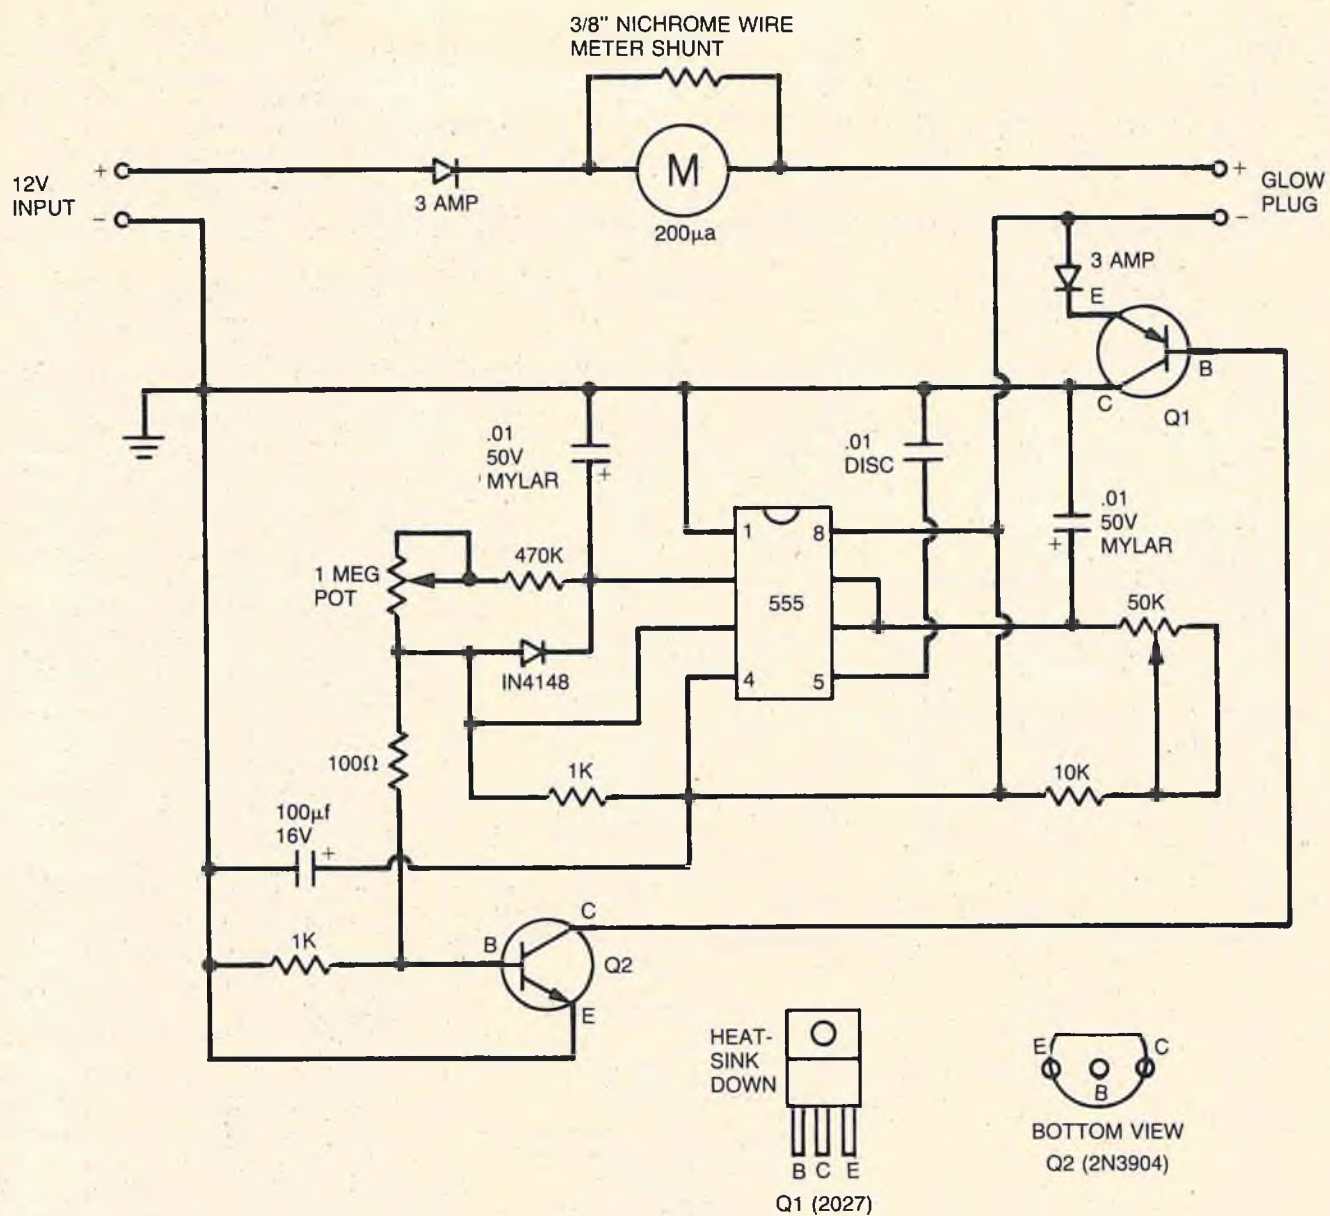 3/8" NICHROME WIRE
METER SHUNT
12V
INPUT
+
–
3 AMP
M
200µa
+
–
GLOW
PLUG
3 AMP
E
B
C
Q1
.01
50V
MYLAR
+
.01
DISC
.01
50V
MYLAR
+
1 MEG
POT
470K
1
8
555
4
5
50K
IN4148
100Ω
1K
10K
100µf
16V
+
1K
B
C
E
Q2
HEAT-
SINK
DOWN
B C E
Q1 (2027)
E
C
B
BOTTOM VIEW
Q2 (2N3904)